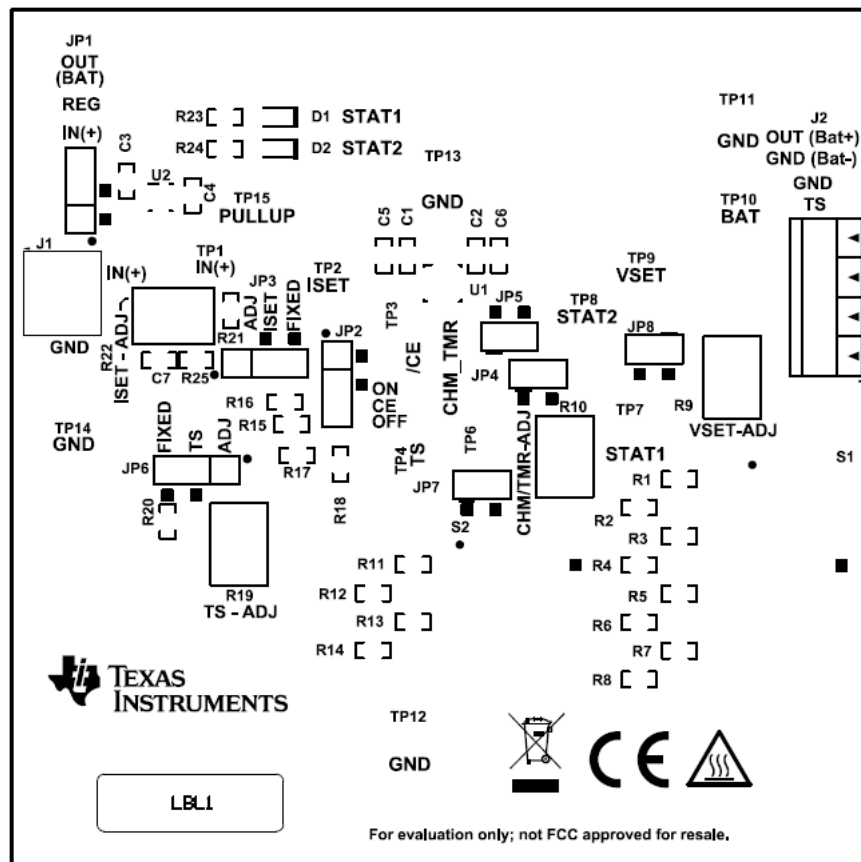 JP1
OUT
(BAT)
REG
IN(+)
C3
U2
C4
R23
D1 STAT1
R24
D2 STAT2
TP15
PULLUP
TP13
GND
C5
C1
C2
C6
U1
TP11
GND
J2
OUT (Bat+)
GND (Bat-)
GND
TS
TP10
BAT
J1
IN(+)
GND
TP1
IN(+)
R22
ISET - ADJ
R21
C7
R25
JP3
ADJ
ISET
FIXED
TP2
ISET
JP2
ON
CE
OFF
TP3
/CE
CHM_TMR
JP5
JP4
TP8
STAT2
TP9
VSET
JP8
R9
VSET-ADJ
R16
R15
R17
R18
TP14
GND
FIXED
TS
ADJ
JP6
R20
R19
TS - ADJ
TP4
TS
TP6
JP7
S2
CHM/TMR-ADJ
R10
TP7
STAT1
S1
R1
R2
R3
R4
R5
R6
R7
R8
R11
R12
R13
R14
TEXAS
INSTRUMENTS
TP12
GND
CE
LBL1
For evaluation only; not FCC approved for resale.